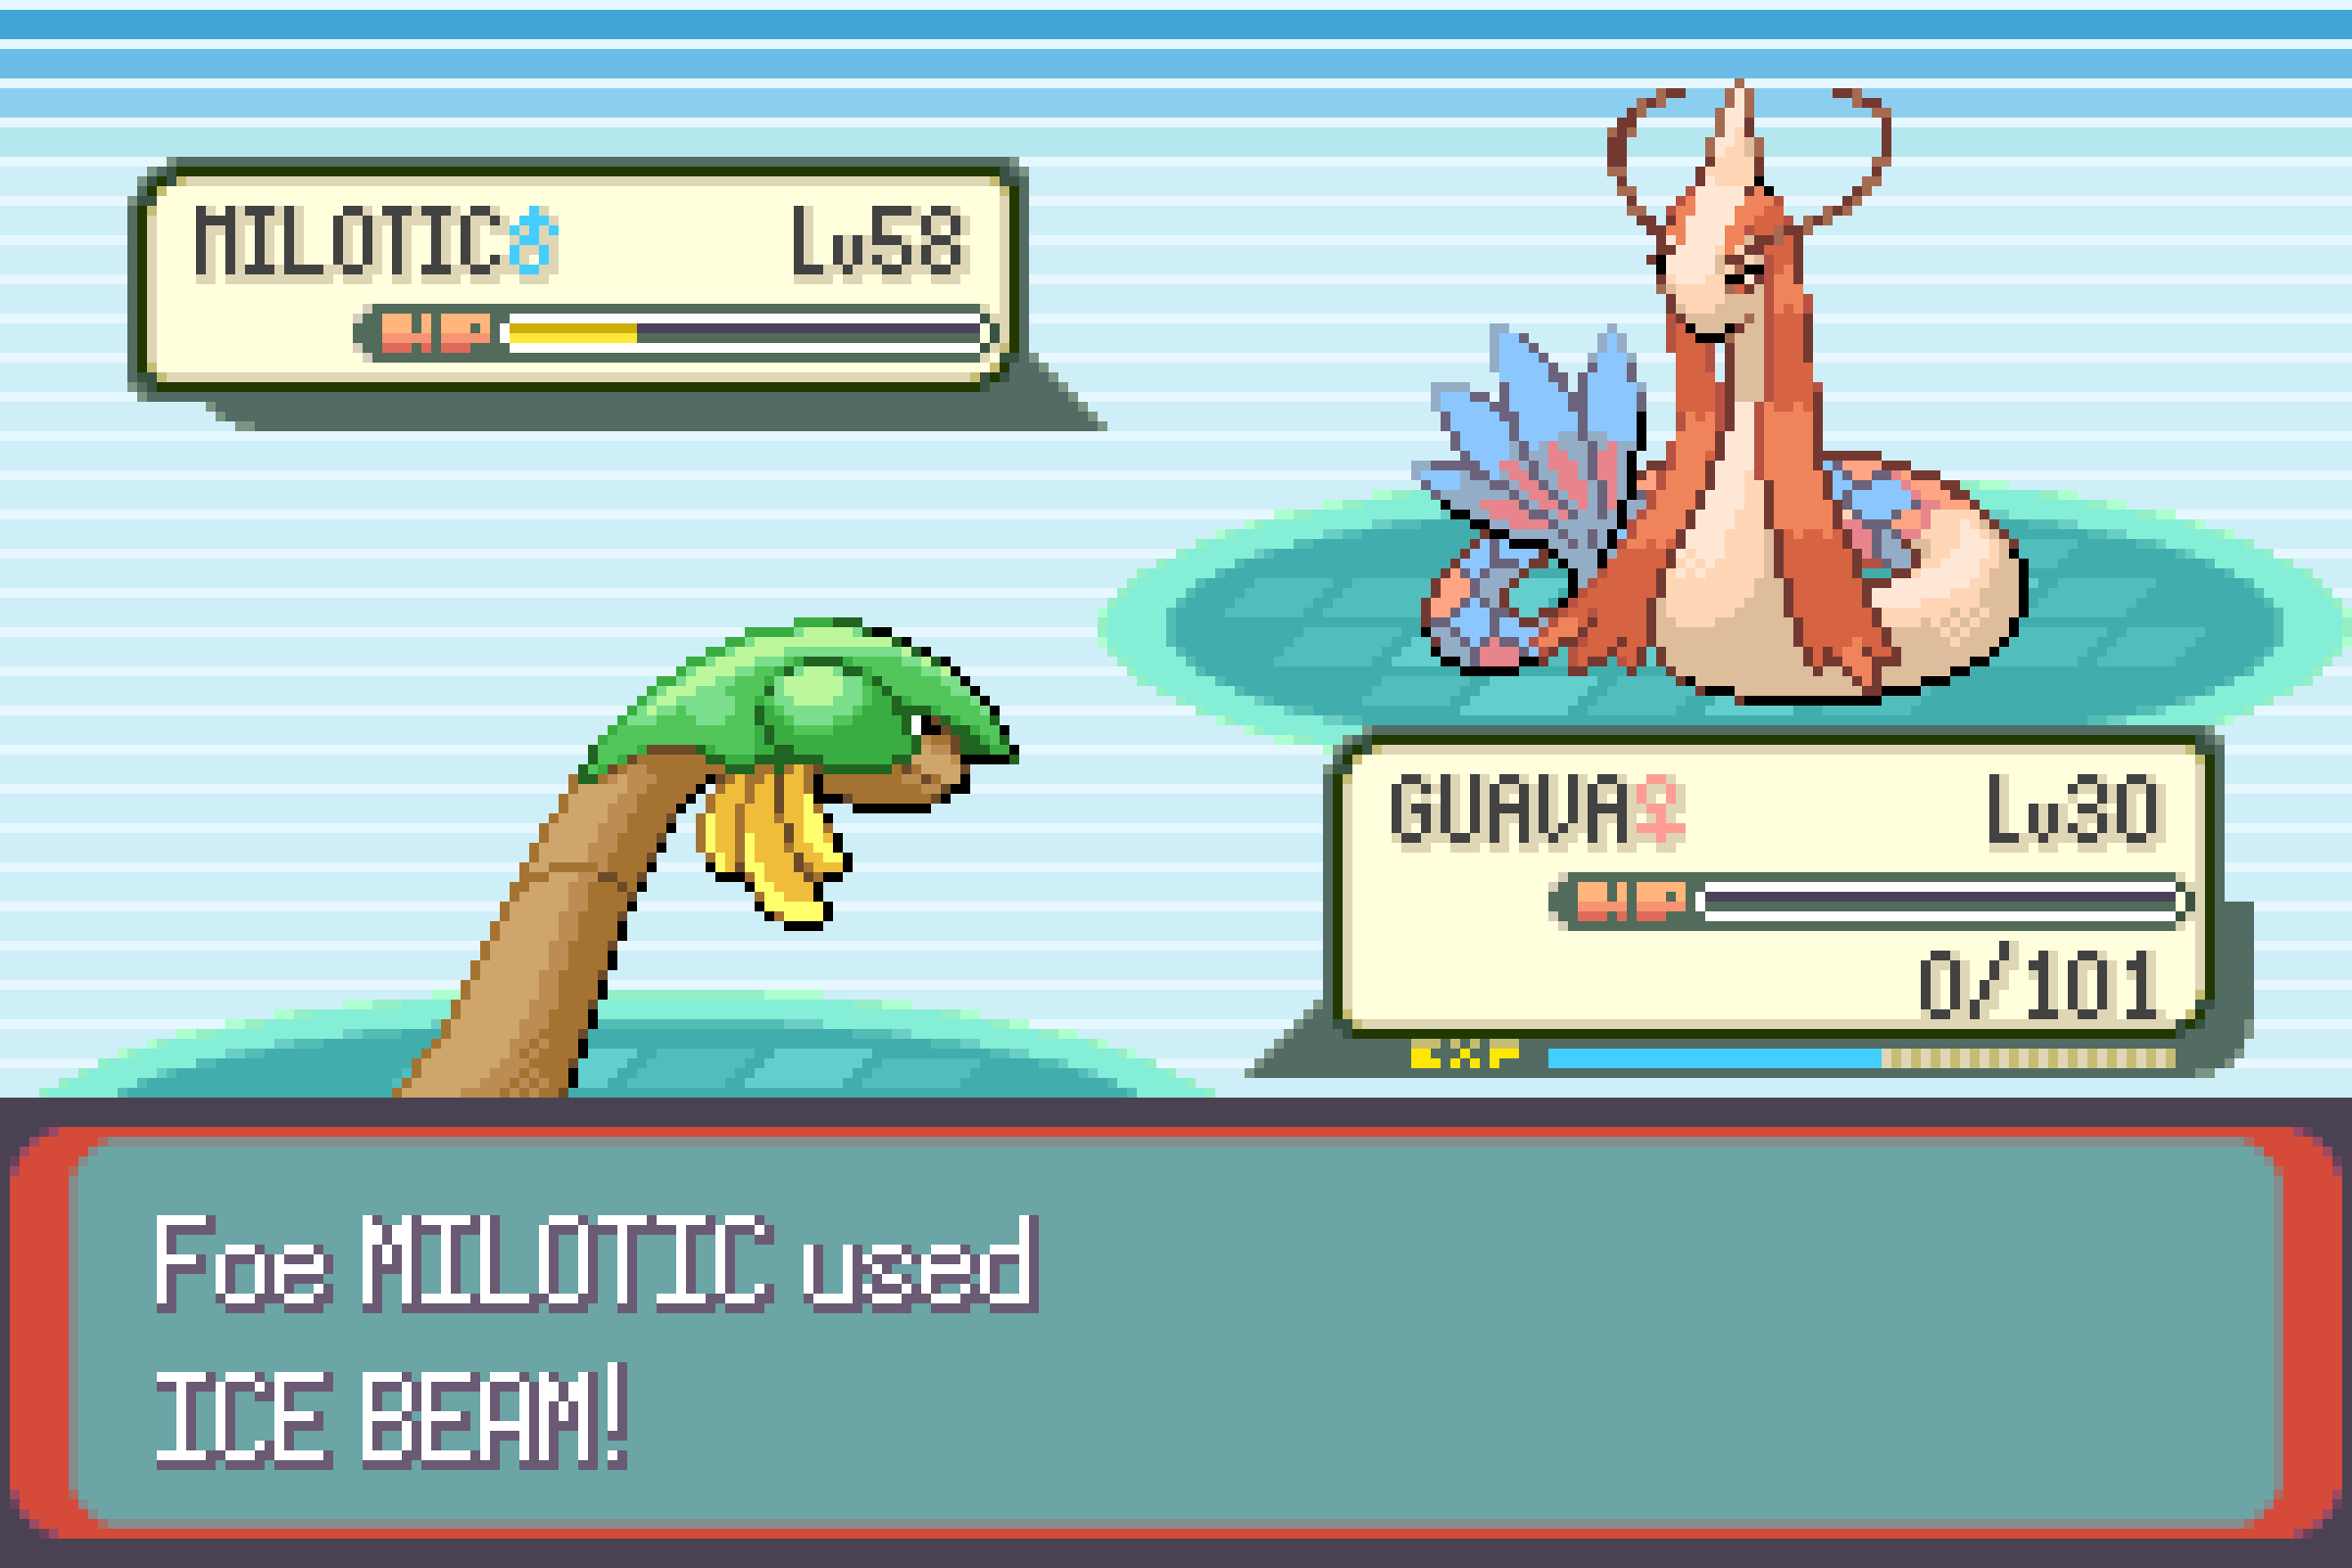 MILOTIC♂ Lv58
HP
GUAVA♀ Lv30
HP
0/101
EXP
Foe MILOTIC used
ICE BEAM!